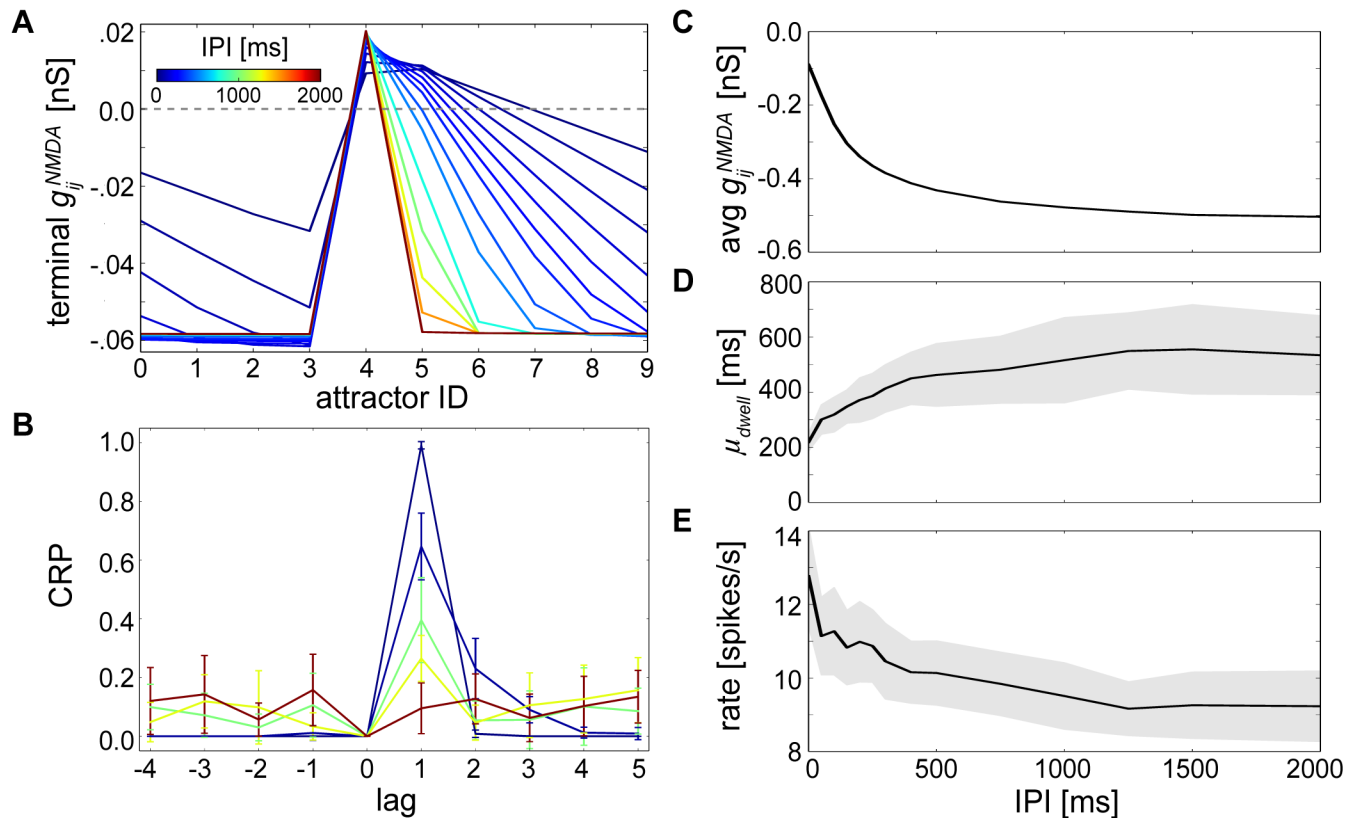 A
terminal g_ij^NMDA [nS]
.02
0.0
-.02
-.04
-.06
IPI [ms]
0 1000 2000
0 1 2 3 4 5 6 7 8 9
attractor ID
B
CRP
1.0
0.8
0.6
0.4
0.2
0.0
-4 -3 -2 -1 0 1 2 3 4 5
lag
C
avg g_ij^NMDA [nS]
0.0
-0.2
-0.4
-0.6
D
μ_dwell [ms]
800
600
400
200
0
E
rate [spikes/s]
14
12
10
8
0 500 1000 1500 2000
IPI [ms]